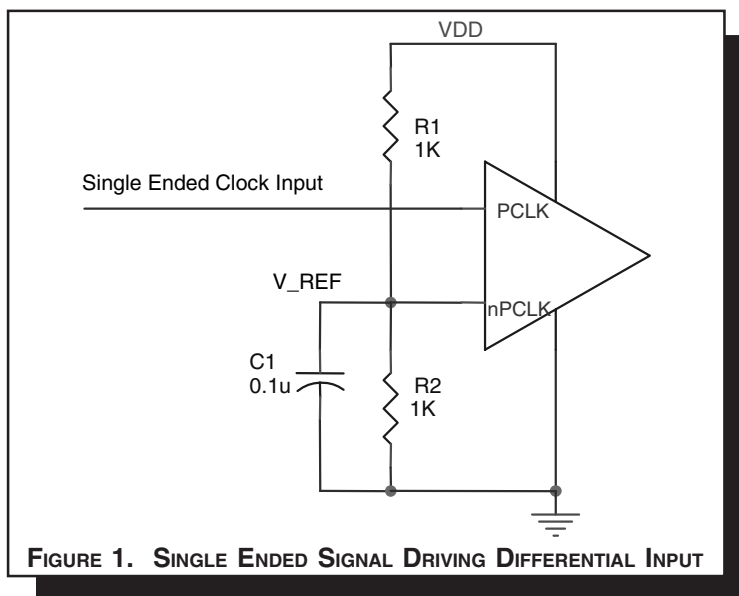 VDD
R1
1K
Single Ended Clock Input
PCLK
V_REF
nPCLK
C1
0.1u
R2
1K
FIGURE 1. SINGLE ENDED SIGNAL DRIVING DIFFERENTIAL INPUT